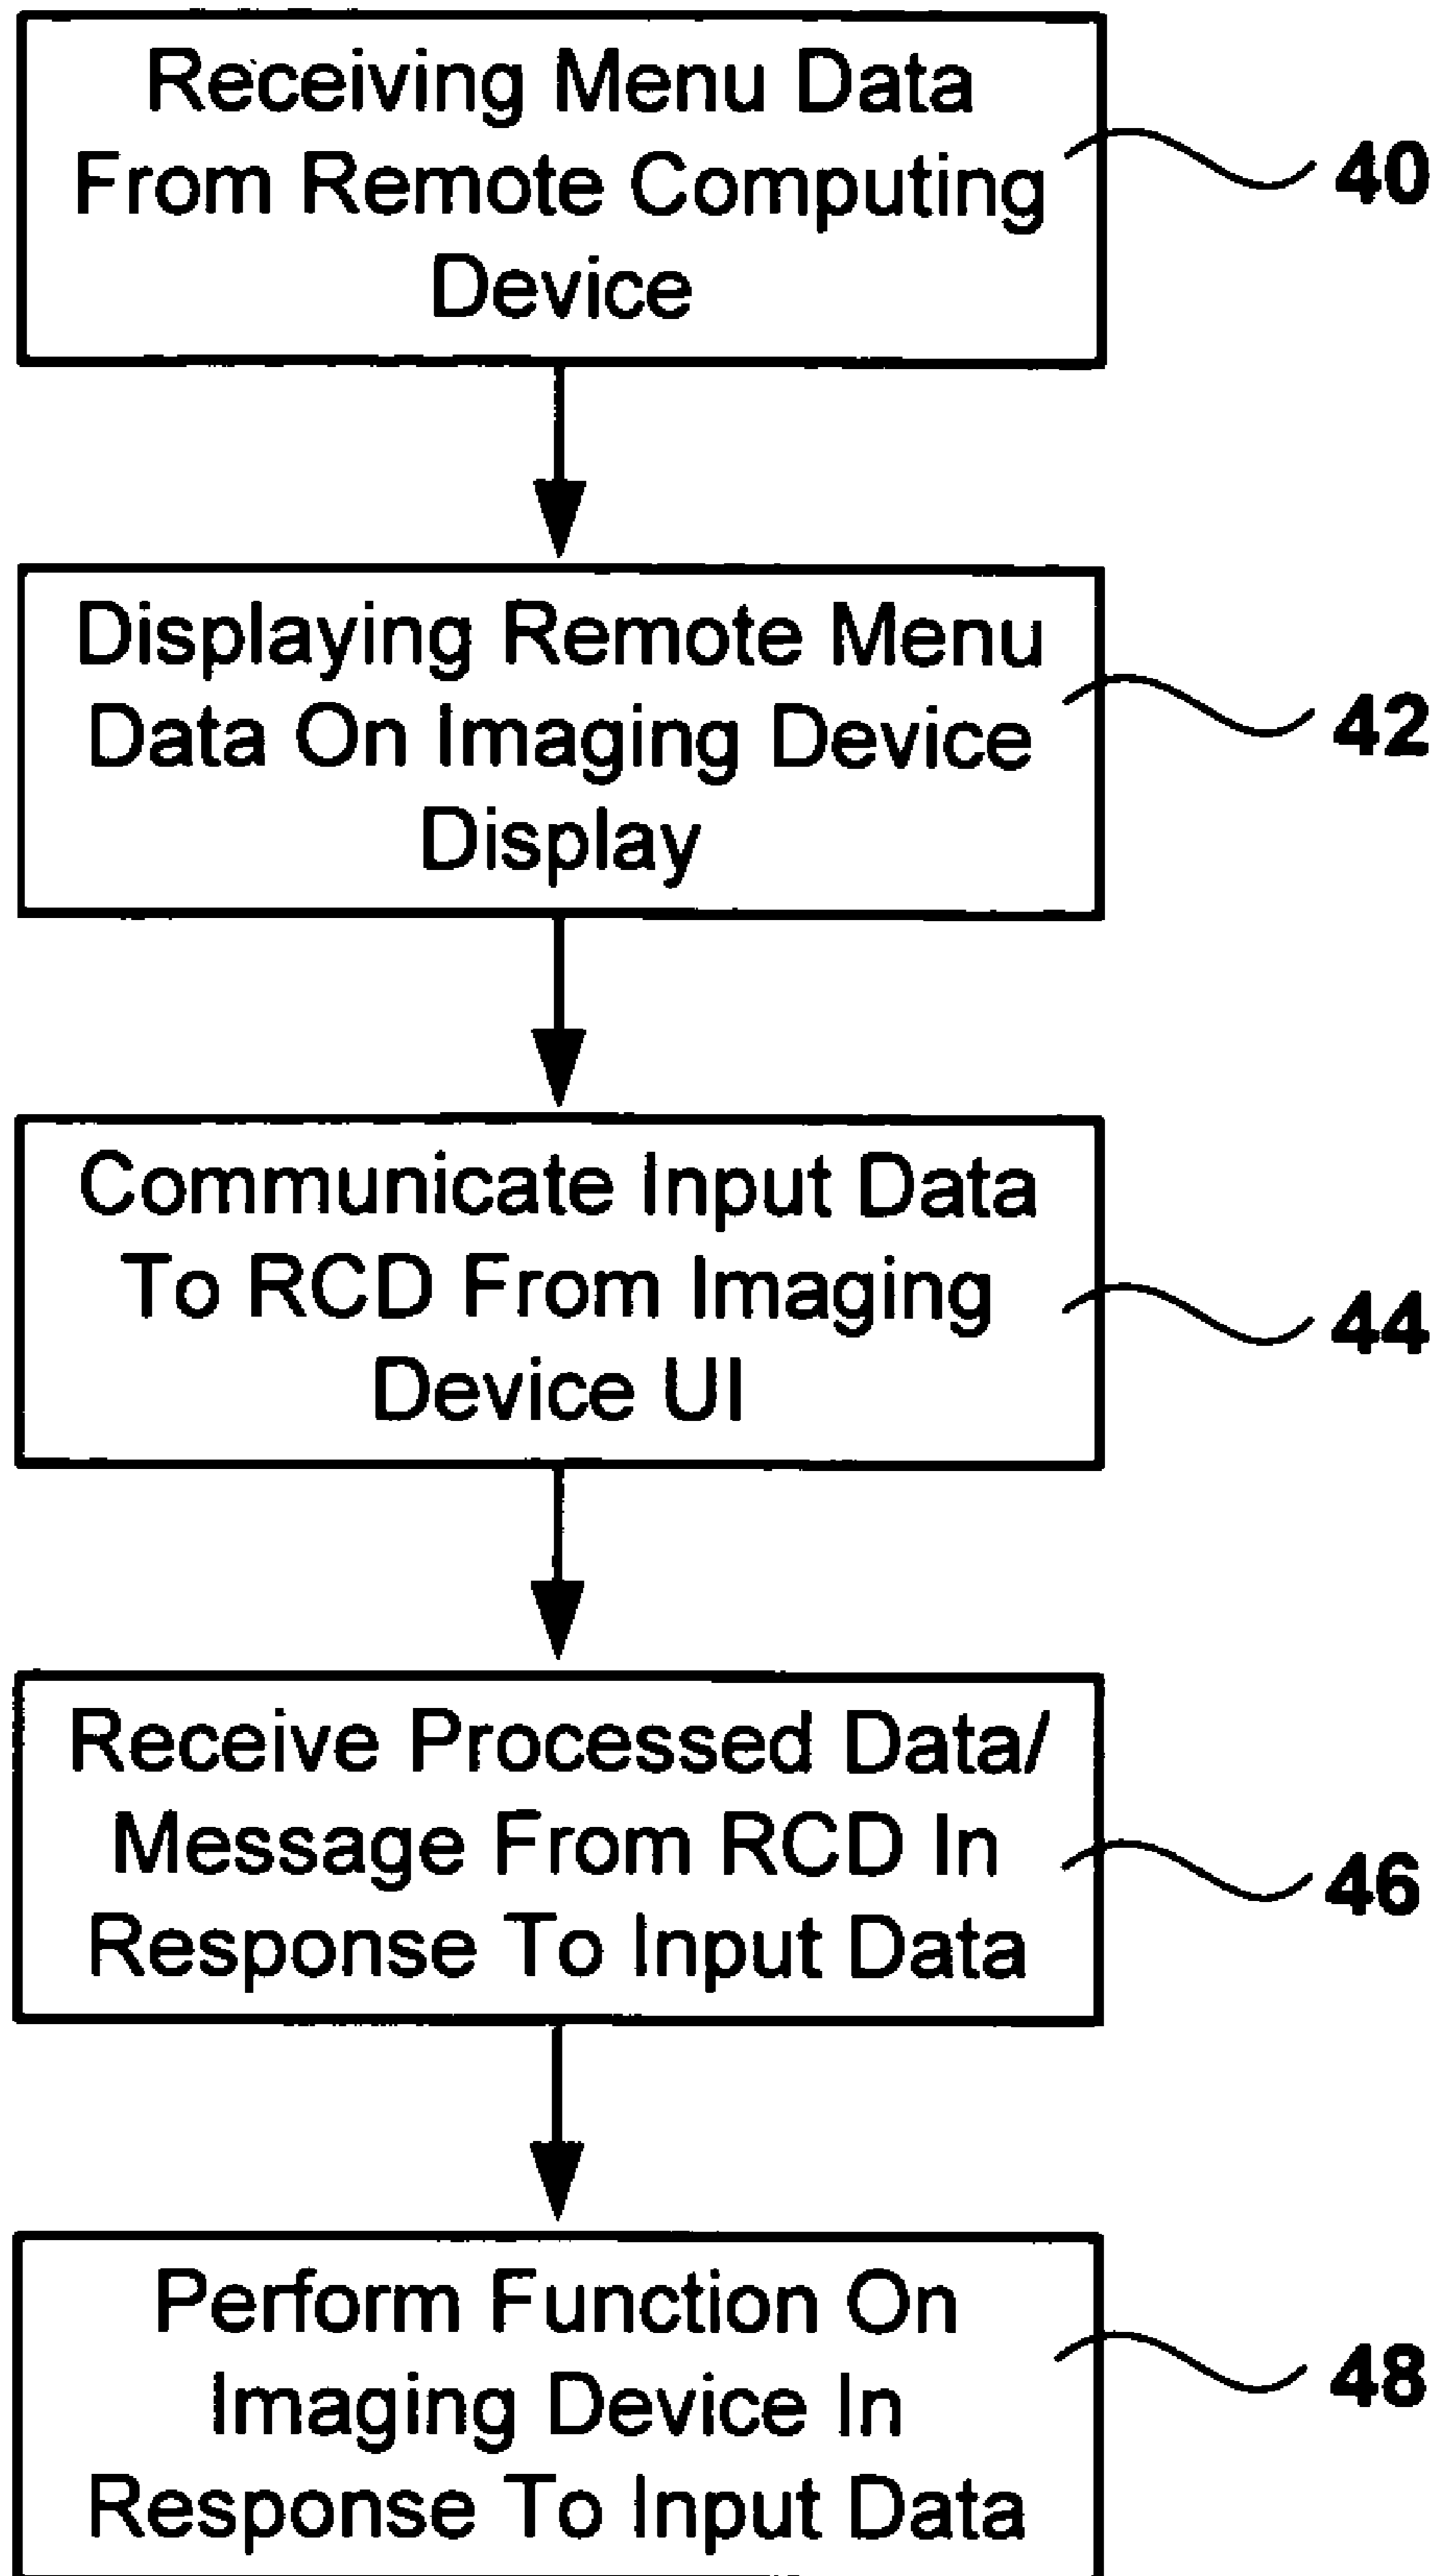 Receiving Menu Data
From Remote Computing
Device
40
Displaying Remote Menu
Data On Imaging Device
Display
42
Communicate Input Data
To RCD From Imaging
Device UI
44
Receive Processed Data/
Message From RCD In
Response To Input Data
46
Perform Function On
Imaging Device In
Response To Input Data
48